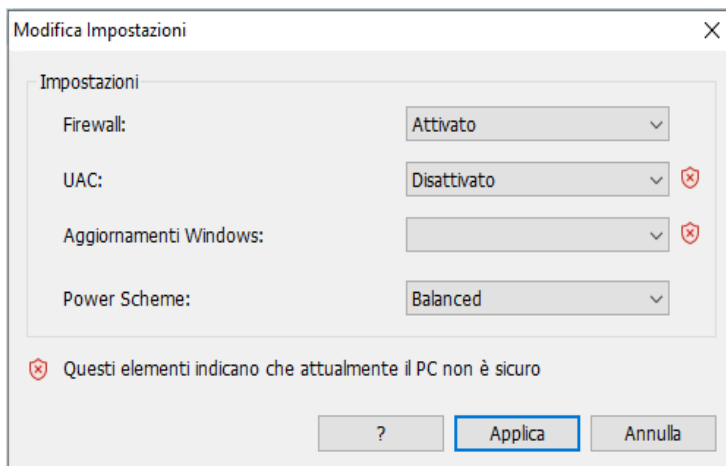 Modifica Impostazioni
Impostazioni
Firewall: Attivato
UAC: Disattivato
Aggiornamenti Windows:
Power Scheme: Balanced
Questi elementi indicano che attualmente il PC non è sicuro
? Applica Annulla